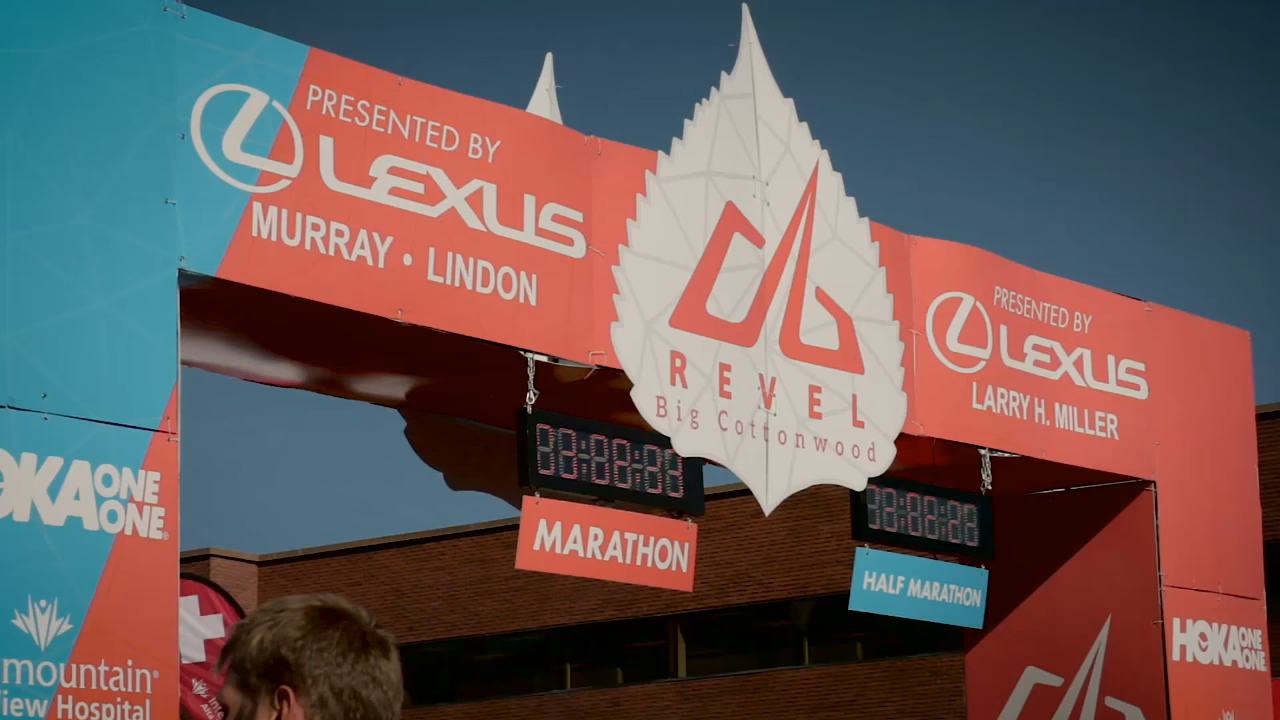 PRESENTED BY
LEXUS
MURRAY • LINDON
REVEL
Big Cottonwood
PRESENTED BY
LEXUS
LARRY H. MILLER
MARATHON
HALF MARATHON
HOKA ONE ONE
mountain
View Hospital
HOKA ONE ONE